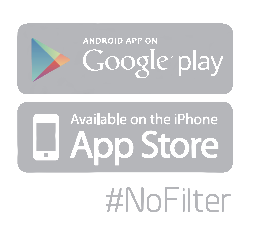 ANDROID APP ON
Google play
Available on the iPhone
App Store
#NoFilter